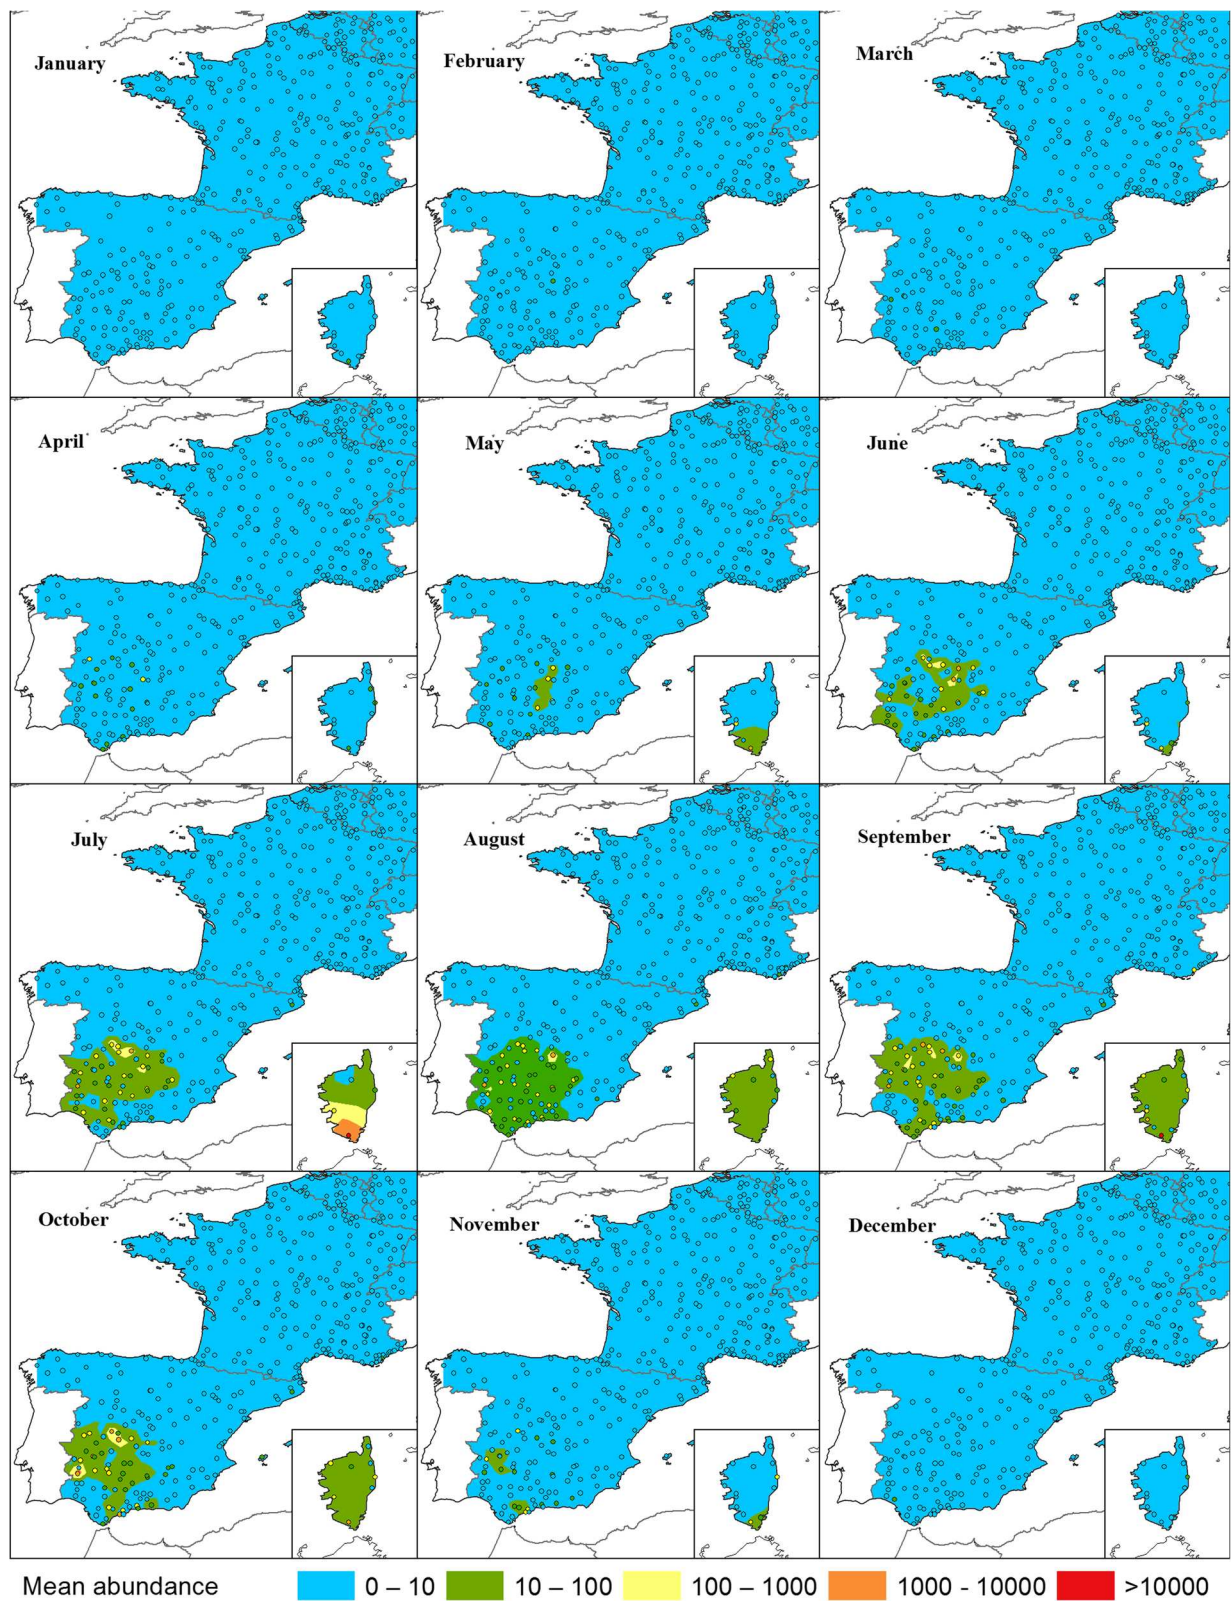 January
February
March
April
May
June
July
August
September
October
November
December
Mean abundance 0 – 10 10 – 100 100 – 1000 1000 - 10000 >10000